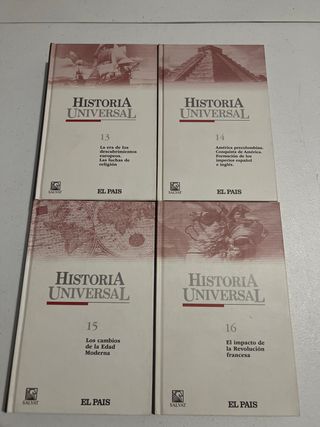 HISTORIA
UNIVERSAL
13
La era de los
descubrimientos
europeos.
Las luchas de
religión
SALVAT
EL PAIS
HISTORIA
UNIVERSAL
14
América precolombina.
Conquista de América.
Formación de los
imperios español
e inglés.
SALVAT
EL PAIS
HISTORIA
UNIVERSAL
15
Los cambios
de la Edad
Moderna
SALVAT
EL PAIS
HISTORIA
UNIVERSAL
16
El impacto de
la Revolución
francesa
SALVAT
EL PAIS